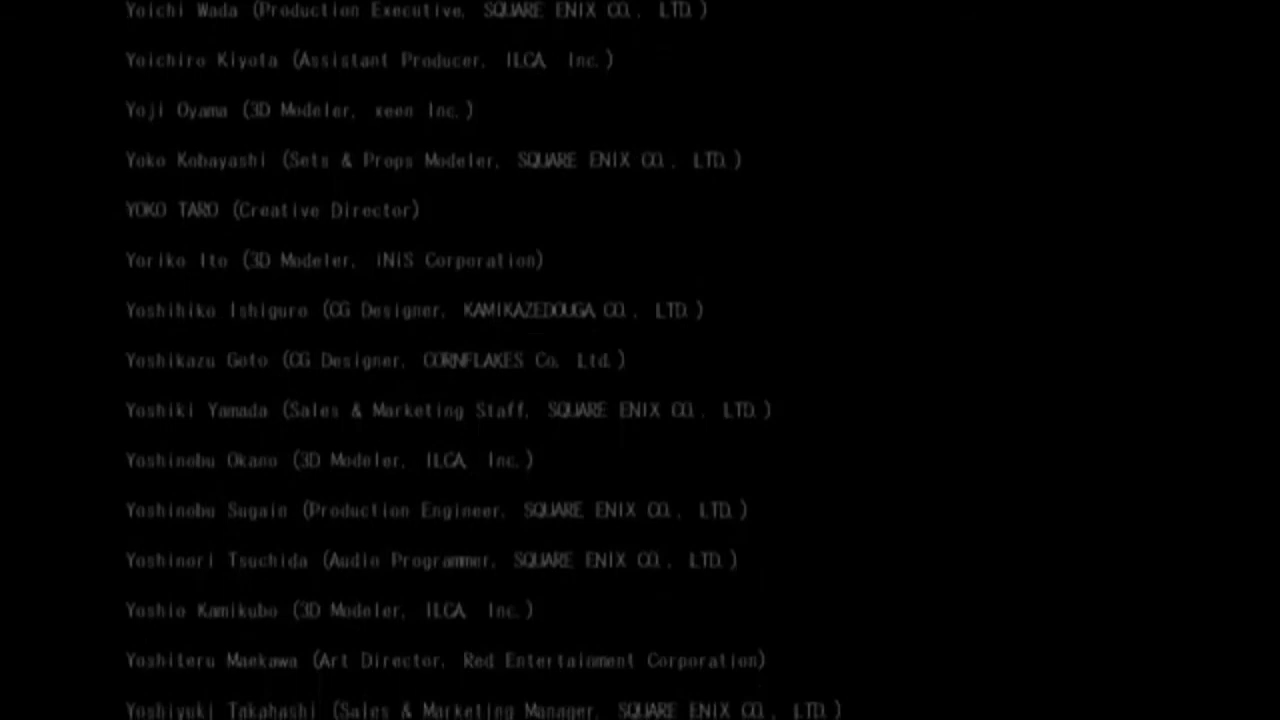 Yoichi Wada (Production Executive, SQUARE ENIX CO., LTD.)
Yoichiro Kiyota (Assistant Producer, ILCA, Inc.)
Yoji Oyama (3D Modeler, xeen Inc.)
Yoko Kobayashi (Sets & Props Modeler, SQUARE ENIX CO., LTD.)
YOKO TARO (Creative Director)
Yoriko Ito (3D Modeler, iNiS Corporation)
Yoshihiko Ishiguro (CG Designer, KAMIKAZEDOUGA CO., LTD.)
Yoshikazu Goto (CG Designer, CORNFLAKES Co. Ltd.)
Yoshiki Yamada (Sales & Marketing Staff, SQUARE ENIX CO., LTD.)
Yoshinobu Okano (3D Modeler, ILCA, Inc.)
Yoshinobu Sugain (Production Engineer, SQUARE ENIX CO., LTD.)
Yoshinori Tsuchida (Audio Programmer, SQUARE ENIX CO., LTD.)
Yoshio Kamikubo (3D Modeler, ILCA, Inc.)
Yoshiteru Maekawa (Art Director, Red Entertainment Corporation)
Yoshiyuki Takahashi (Sales & Marketing Manager, SQUARE ENIX CO., LTD.)